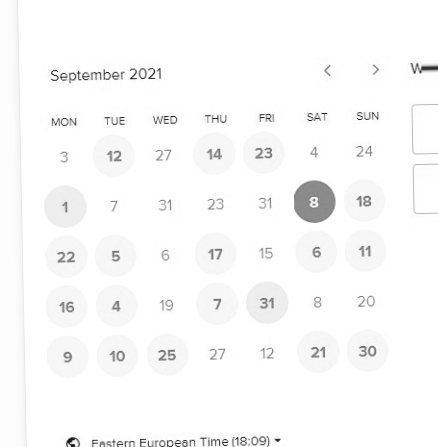 September 2021 < >
MON TUE WED THU FRI SAT SUN
3 12 27 14 23 4 24
1 7 31 23 31 8 18
22 5 6 17 15 6 11
16 4 19 7 31 8 20
9 10 25 27 12 21 30
Eastern European Time (18:09)